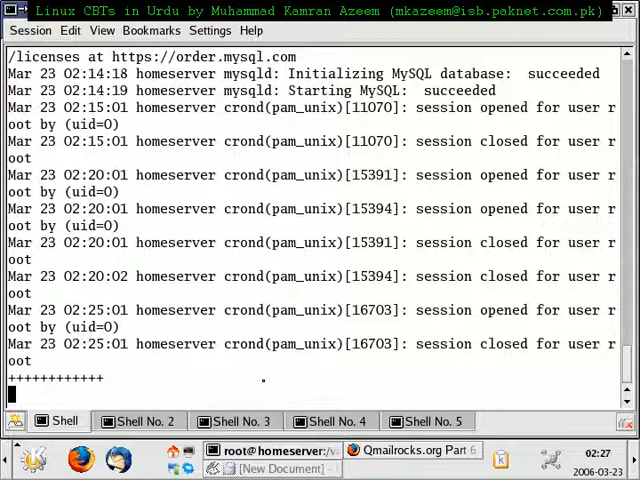 Linux CBTs in Urdu by Muhammad Kamran Azeem (mkazeem@isb.paknet.com.pk)
Session Edit View Bookmarks Settings Help
/licenses at https://order.mysql.com
Mar 23 02:14:18 homeserver mysqld: Initializing MySQL database:  succeeded
Mar 23 02:14:19 homeserver mysqld: Starting MySQL:  succeeded
Mar 23 02:15:01 homeserver crond(pam_unix)[11070]: session opened for user r
oot by (uid=0)
Mar 23 02:15:01 homeserver crond(pam_unix)[11070]: session closed for user r
oot
Mar 23 02:20:01 homeserver crond(pam_unix)[15391]: session opened for user r
oot by (uid=0)
Mar 23 02:20:01 homeserver crond(pam_unix)[15394]: session opened for user r
oot by (uid=0)
Mar 23 02:20:01 homeserver crond(pam_unix)[15391]: session closed for user r
oot
Mar 23 02:20:02 homeserver crond(pam_unix)[15394]: session closed for user r
oot
Mar 23 02:25:01 homeserver crond(pam_unix)[16703]: session opened for user r
oot by (uid=0)
Mar 23 02:25:01 homeserver crond(pam_unix)[16703]: session closed for user r
oot
++++++++++++
Shell Shell No. 2 Shell No. 3 Shell No. 4 Shell No. 5
root@homeserver:/va Qmailrocks.org Part 6 02:27
[New Document] 2006-03-23